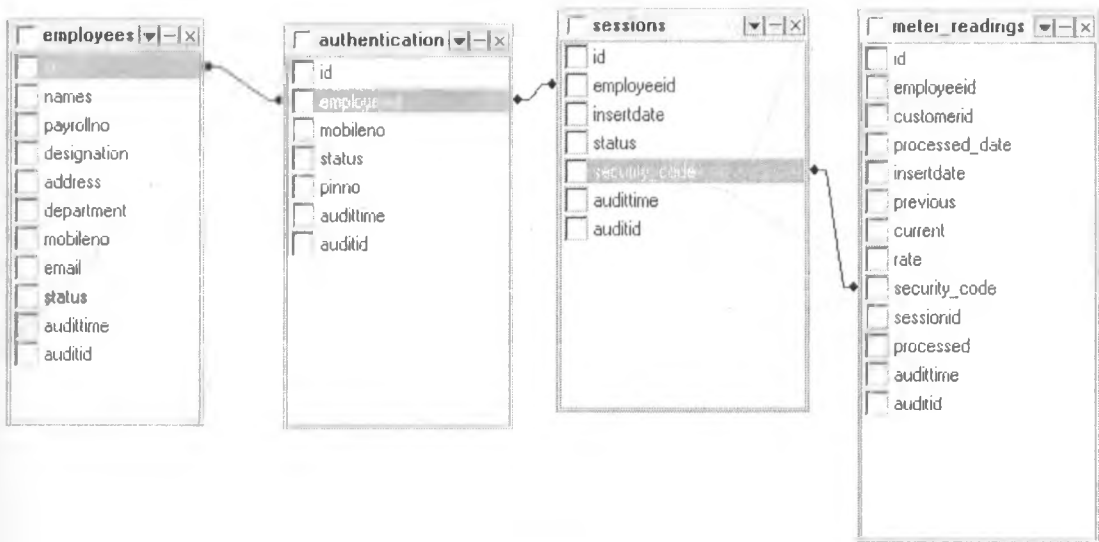 employees
names
payrollno
designation
address
department
mobileno
email
status
audittime
auditid
authentication
id
mobileno
status
pinno
audittime
auditid
sessions
id
employeeid
insertdate
status
security_code
audittime
auditid
meter_readings
id
employeeid
customerid
processed_date
insertdate
previous
current
rate
security_code
sessionid
processed
audittime
auditid